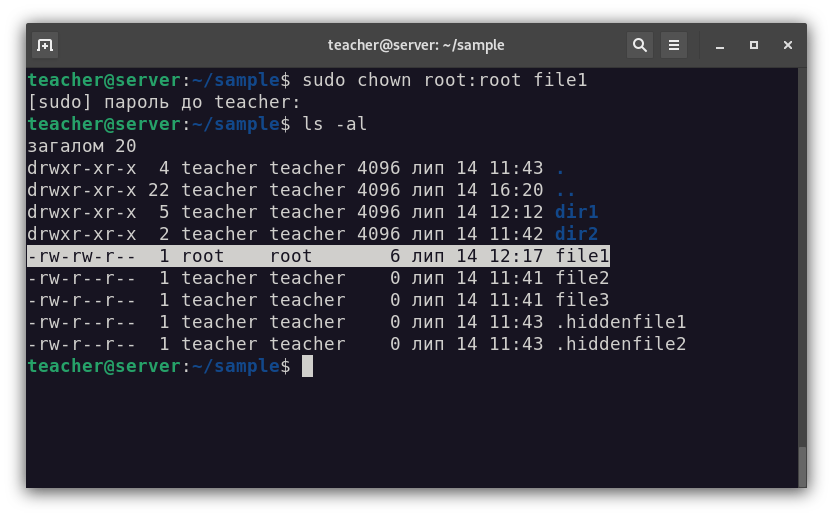 teacher@server: ~/sample
teacher@server:~/sample$ sudo chown root:root file1
[sudo] пароль до teacher:
teacher@server:~/sample$ ls -al
загалом 20
drwxr-xr-x  4 teacher teacher 4096 лип 14 11:43 .
drwxr-xr-x 22 teacher teacher 4096 лип 14 16:20 ..
drwxr-xr-x  5 teacher teacher 4096 лип 14 12:12 dir1
drwxr-xr-x  2 teacher teacher 4096 лип 14 11:42 dir2
-rw-rw-r--  1 root    root       6 лип 14 12:17 file1
-rw-r--r--  1 teacher teacher    0 лип 14 11:41 file2
-rw-r--r--  1 teacher teacher    0 лип 14 11:41 file3
-rw-r--r--  1 teacher teacher    0 лип 14 11:43 .hiddenfile1
-rw-r--r--  1 teacher teacher    0 лип 14 11:43 .hiddenfile2
teacher@server:~/sample$